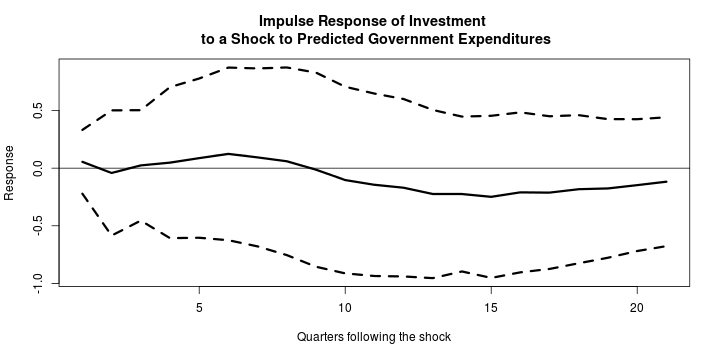 Impulse Response of Investment
to a Shock to Predicted Government Expenditures
Response
0.5
0.0
-0.5
-1.0
5 10 15 20
Quarters following the shock